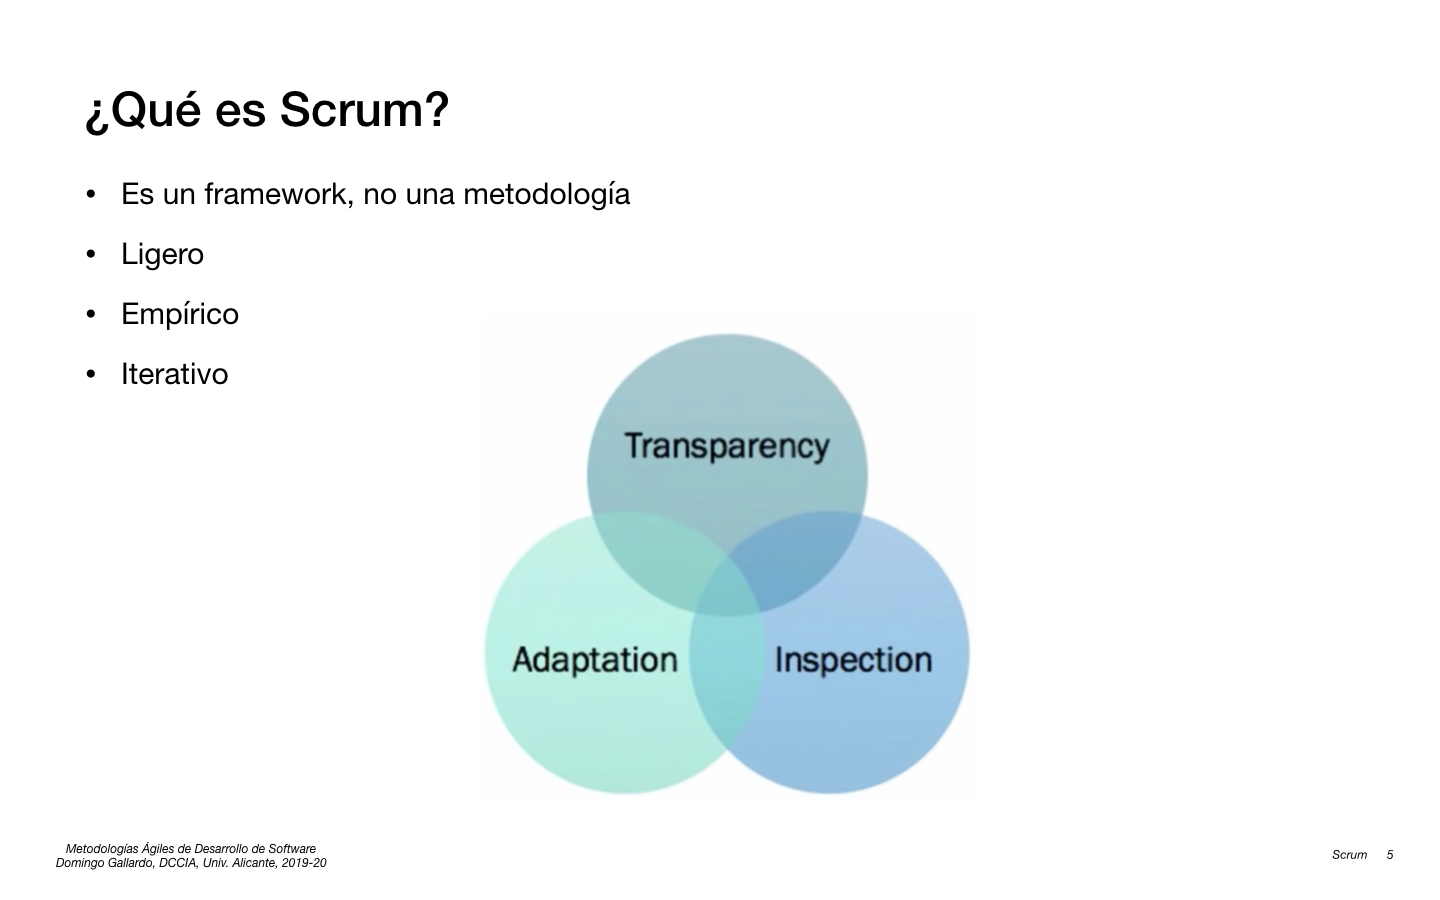 ¿Qué es Scrum?
• Es un framework, no una metodología
• Ligero
• Empírico
• Iterativo
Transparency
Adaptation
Inspection
Metodologías Ágiles de Desarrollo de Software
Domingo Gallardo, DCCIA, Univ. Alicante, 2019-20
Scrum 5